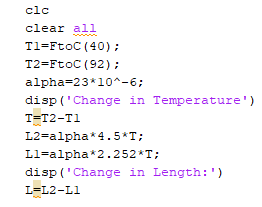 clc
clear all
T1=FtoC(40);
T2=FtoC(92);
alpha=23*10^-6;
disp('Change in Temperature')
T=T2-T1
L2=alpha*4.5*T;
L1=alpha*2.252*T;
disp('Change in Length:')
L=L2-L1